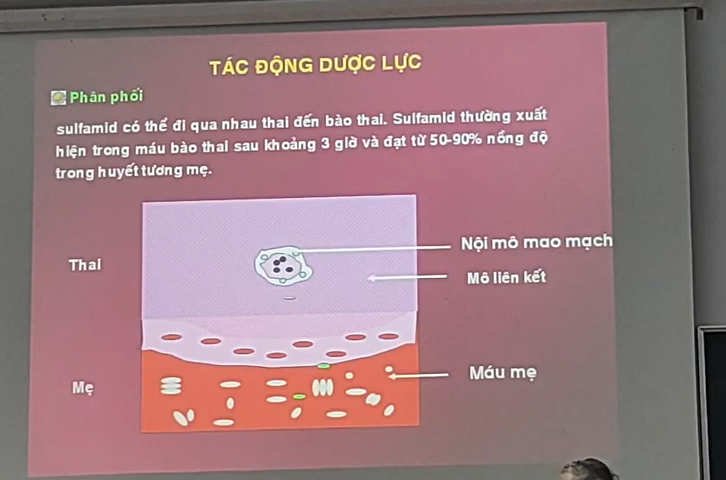 TÁC ĐỘNG DƯỢC LỰC
Phân phối
sulfamid có thể đi qua nhau thai đến bào thai. Sulfamid thường xuất
hiện trong máu bào thai sau khoảng 3 giờ và đạt từ 50-90% nồng độ
trong huyết tương mẹ.
Nội mô mao mạch
Thai
Mô liên kết
Máu mẹ
Mẹ